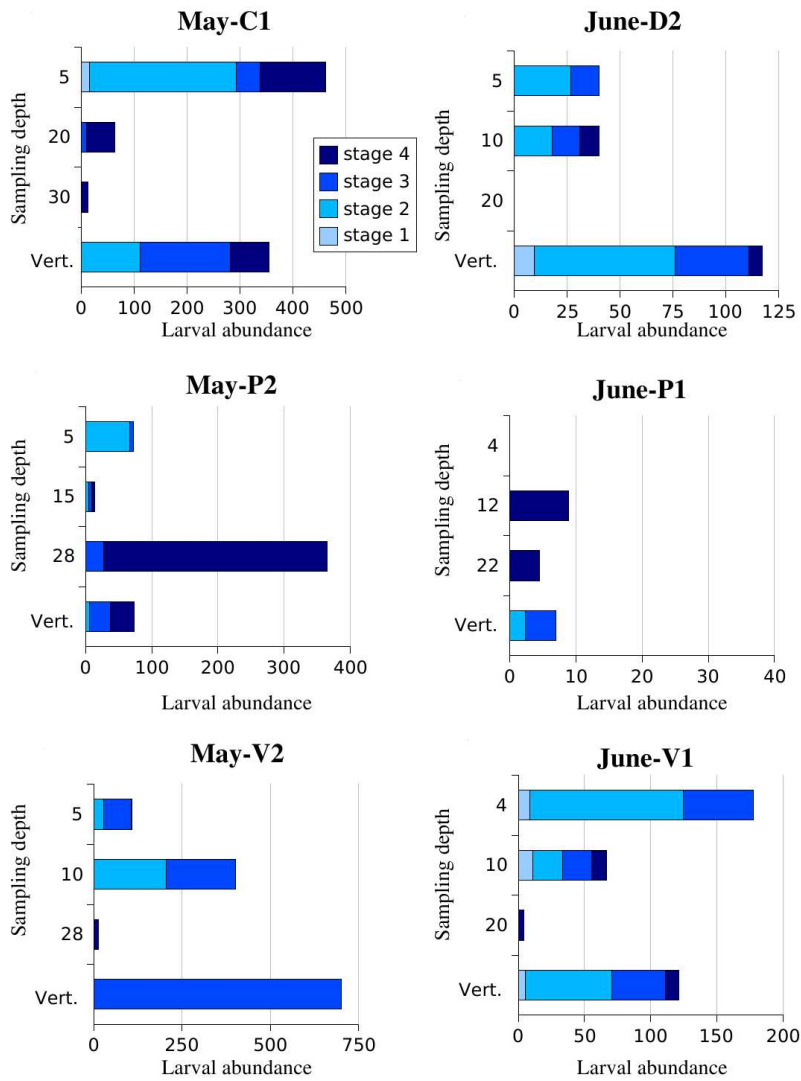 May-C1
Sampling depth
5
20
30
Vert.
0 100 200 300 400 500
Larval abundance
stage 4
stage 3
stage 2
stage 1
June-D2
Sampling depth
5
10
20
Vert.
0 25 50 75 100 125
Larval abundance
May-P2
Sampling depth
5
15
28
Vert.
0 100 200 300 400
Larval abundance
June-P1
Sampling depth
4
12
22
Vert.
0 10 20 30 40
Larval abundance
May-V2
Sampling depth
5
10
28
Vert.
0 250 500 750
Larval abundance
June-V1
Sampling depth
4
10
20
Vert.
0 50 100 150 200
Larval abundance